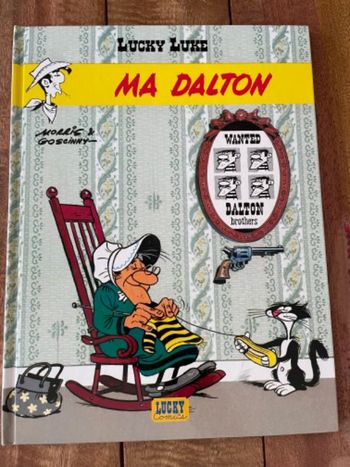 LUCKY LUKE
MA DALTON
MORRIS &
GOSCINNY
WANTED
DALTON
brothers
LUCKY
Comics